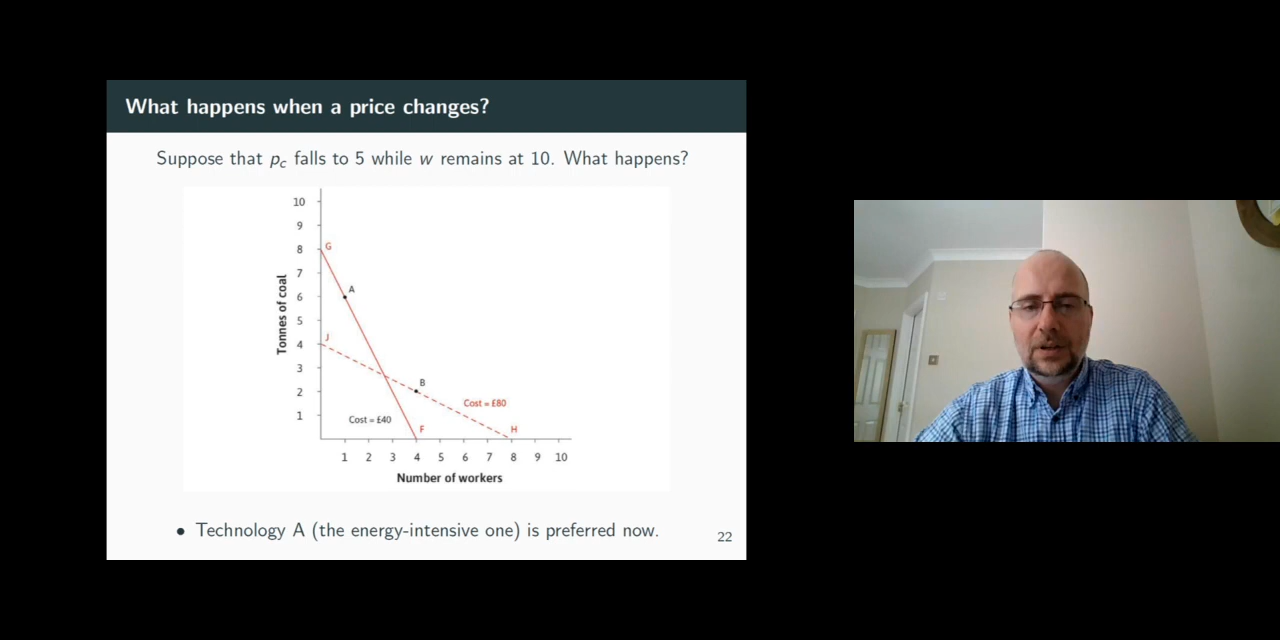 What happens when a price changes?
Suppose that pc falls to 5 while w remains at 10. What happens?
10
9
8
7
6
5
4
3
2
1
Tonnes of coal
G
A
J
B
Cost = £80
Cost = £40
F
H
1 2 3 4 5 6 7 8 9 10
Number of workers
• Technology A (the energy-intensive one) is preferred now.
22